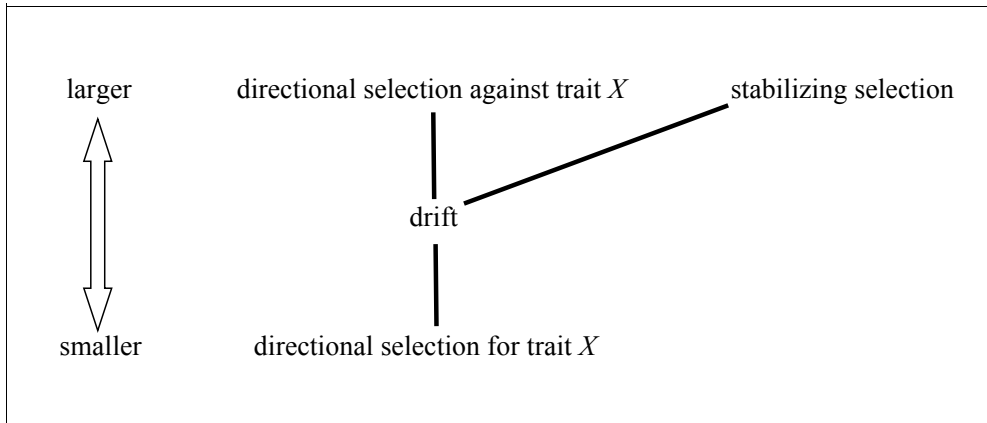 larger directional selection against trait X stabilizing selection
drift
smaller directional selection for trait X